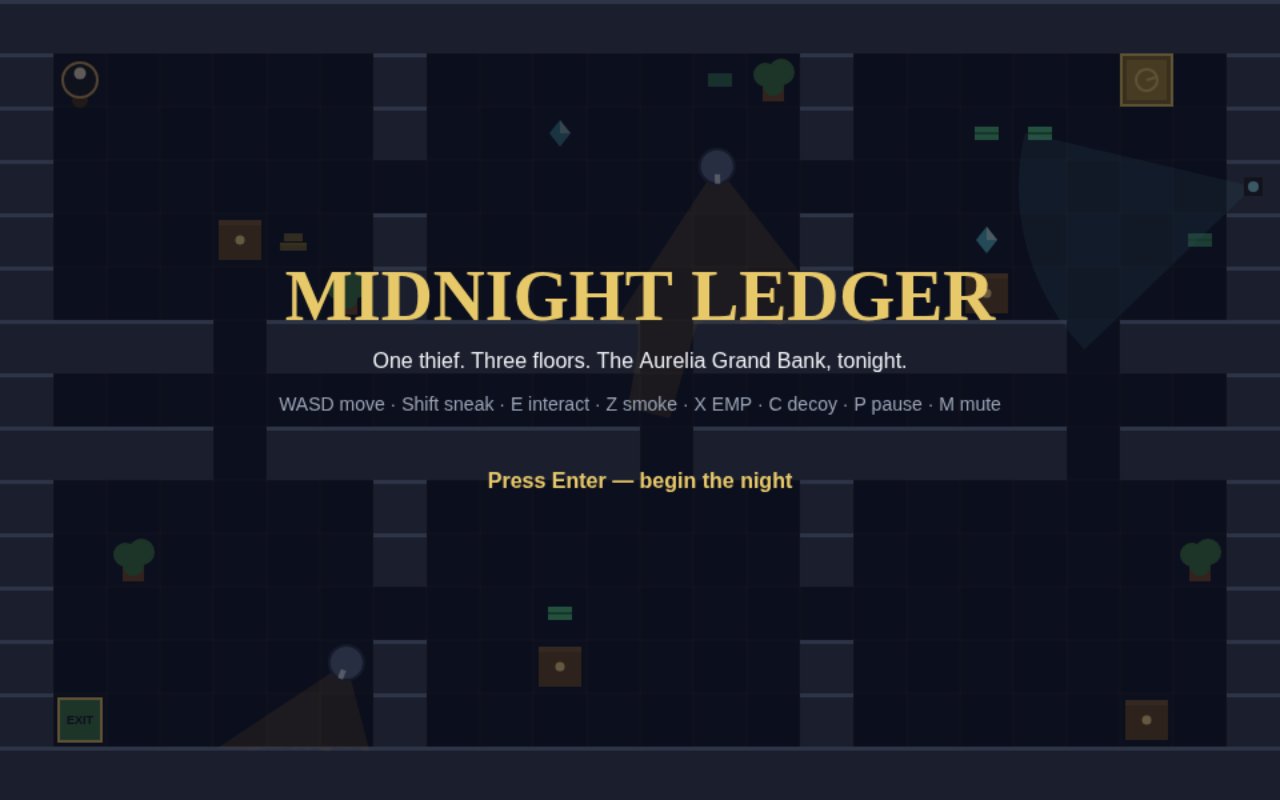 MIDNIGHT LEDGER
One thief. Three floors. The Aurelia Grand Bank, tonight.
WASD move · Shift sneak · E interact · Z smoke · X EMP · C decoy · P pause · M mute
Press Enter — begin the night
EXIT